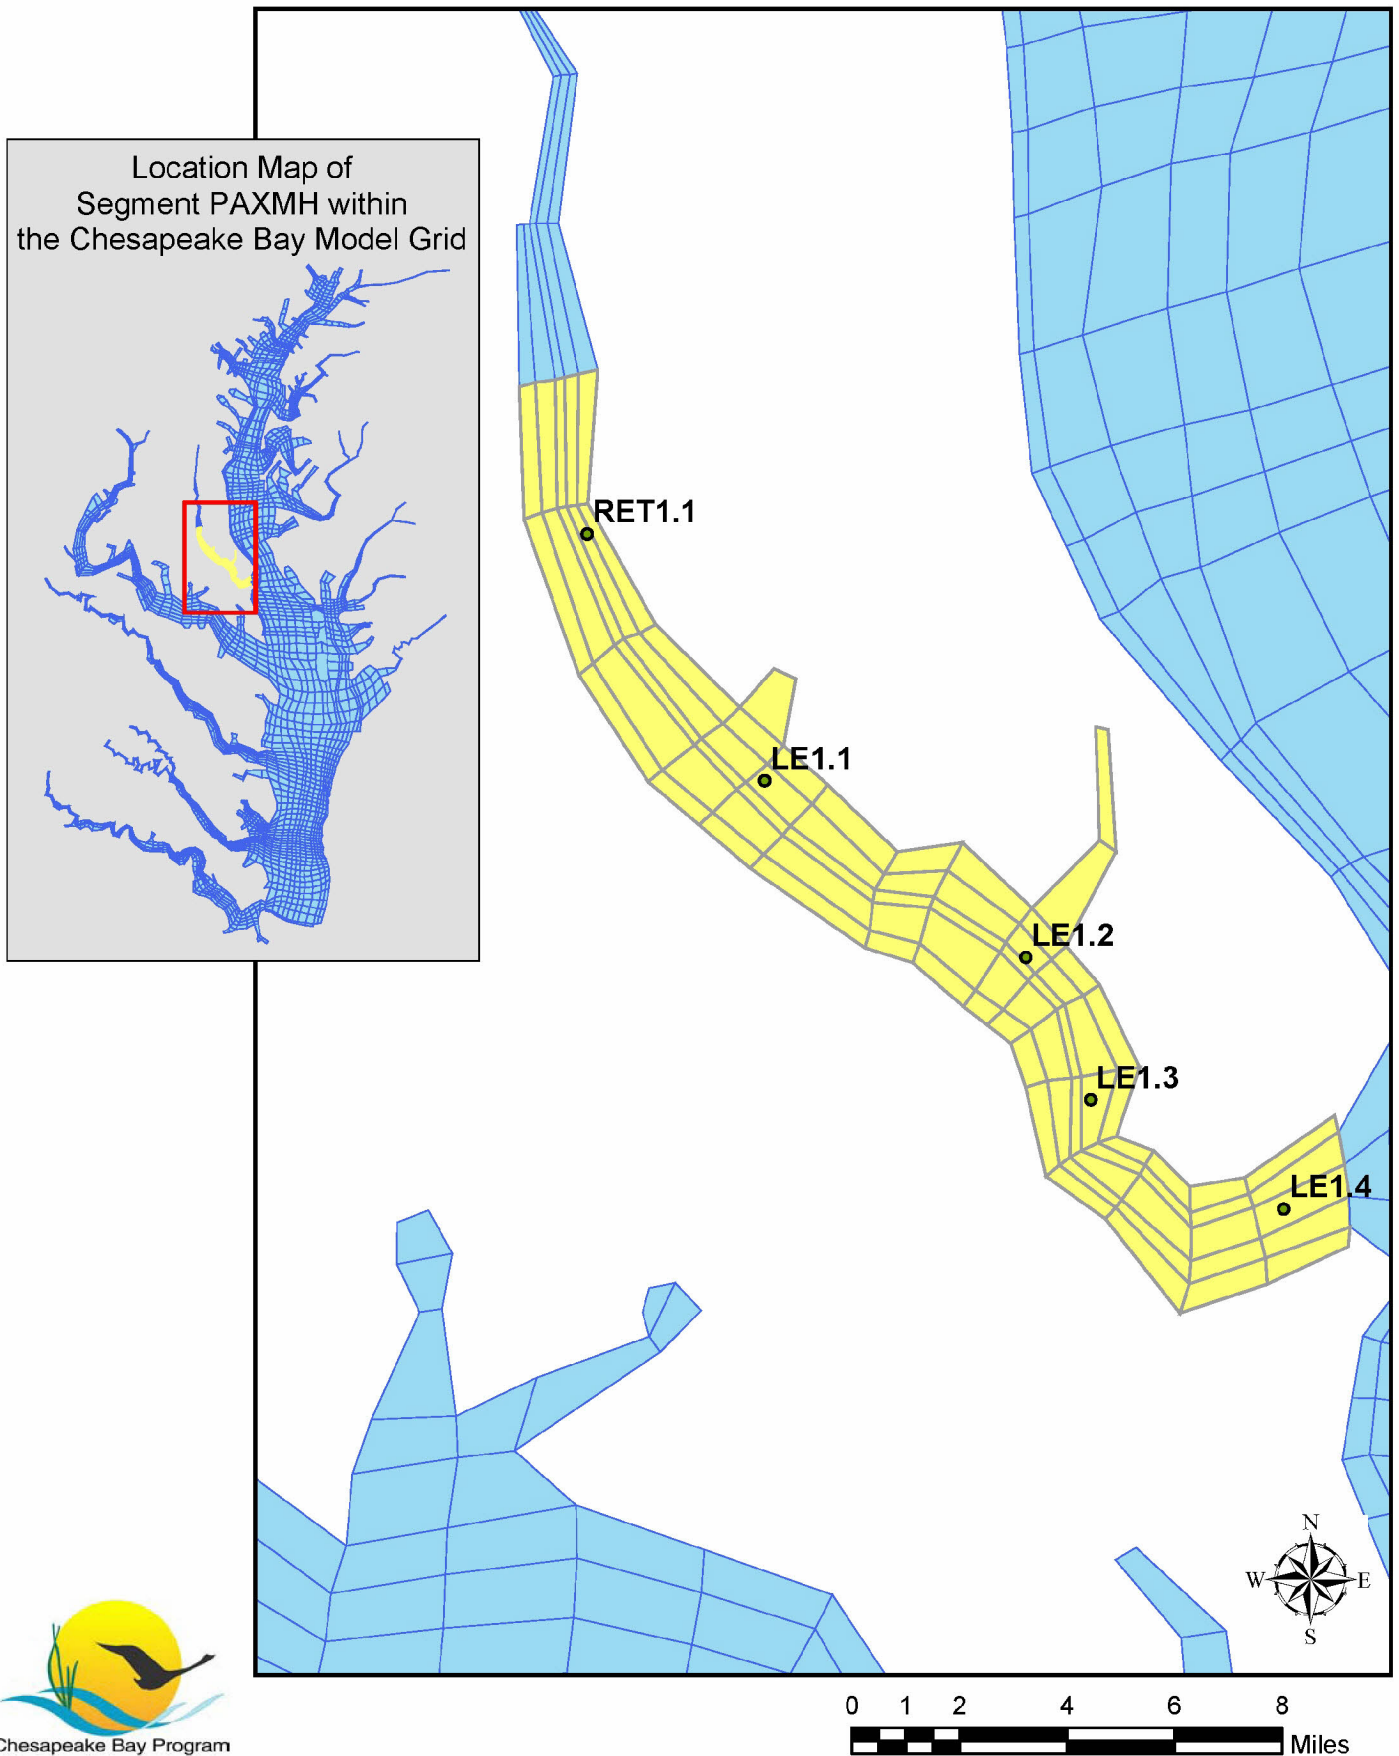 Location Map of
Segment PAXMH within
the Chesapeake Bay Model Grid
RET1.1
LE1.1
LE1.2
LE1.3
LE1.4
N
W E
S
0 1 2 4 6 8
Miles
Chesapeake Bay Program